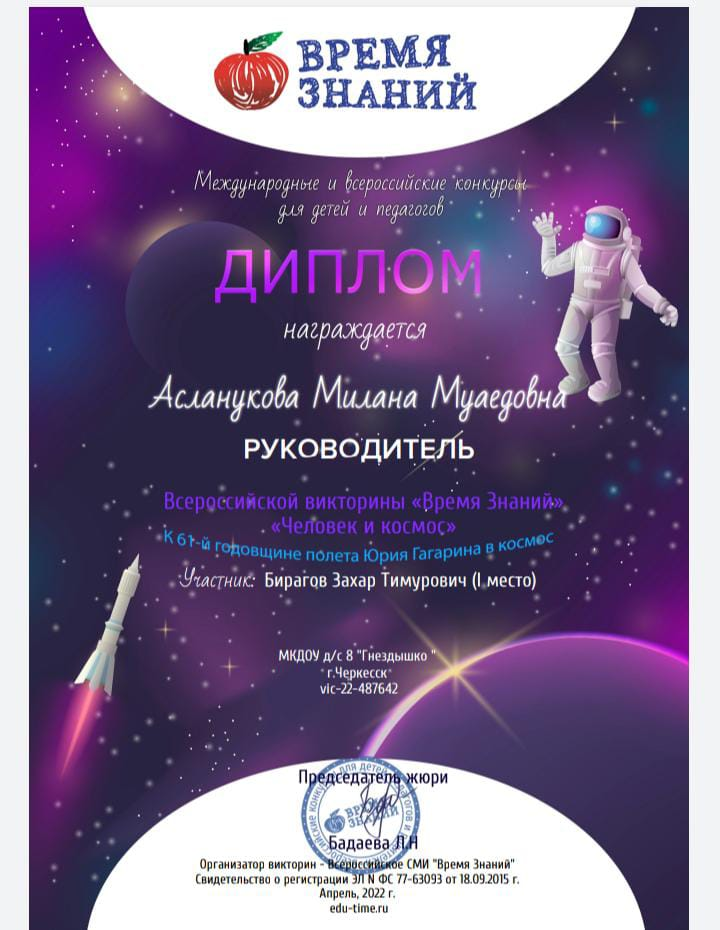 ВРЕМЯ
ЗНАНИЙ
Международные и всероссийские конкурсы
для детей и педагогов
ДИПЛОМ
награждается
Асланукова Милана Муаедовна
РУКОВОДИТЕЛЬ
Всероссийской викторины «Время Знаний»
«Человек и космос»
К 61-й годовщине полета Юрия Гагарина в космос
Участник: Бирагов Захар Тимурович (I место)
МКДОУ д/с 8 "Гнездышко "
г.Черкесск
vic-22-487642
Председатель жюри
ВРЕМЯ
ЗНАНИЙ
Бадаева Л.Н
Организатор викторин - Всероссийское СМИ "Время Знаний"
Свидетельство о регистрации ЭЛ N ФС 77-63093 от 18.09.2015 г.
Апрель, 2022 г.
edu-time.ru